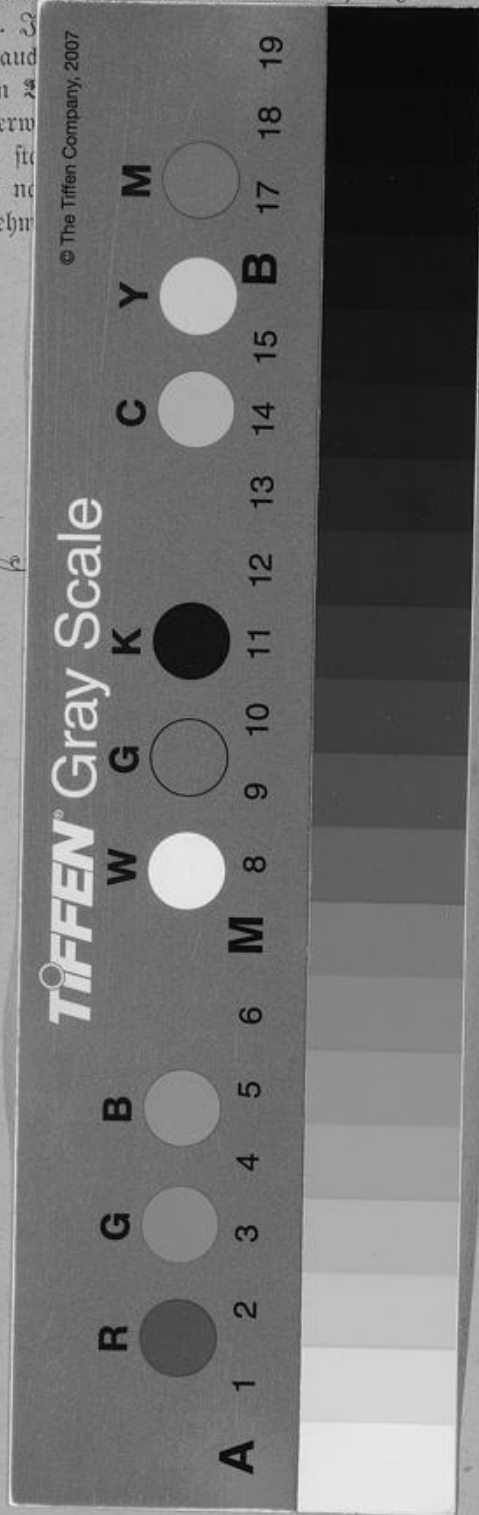 © The Tiffen Company, 2007
TIFFEN® Gray Scale
R G B W G K C Y M
A 1 2 3 4 5 6 M 8 9 10 11 12 13 14 15 B 17 18 19